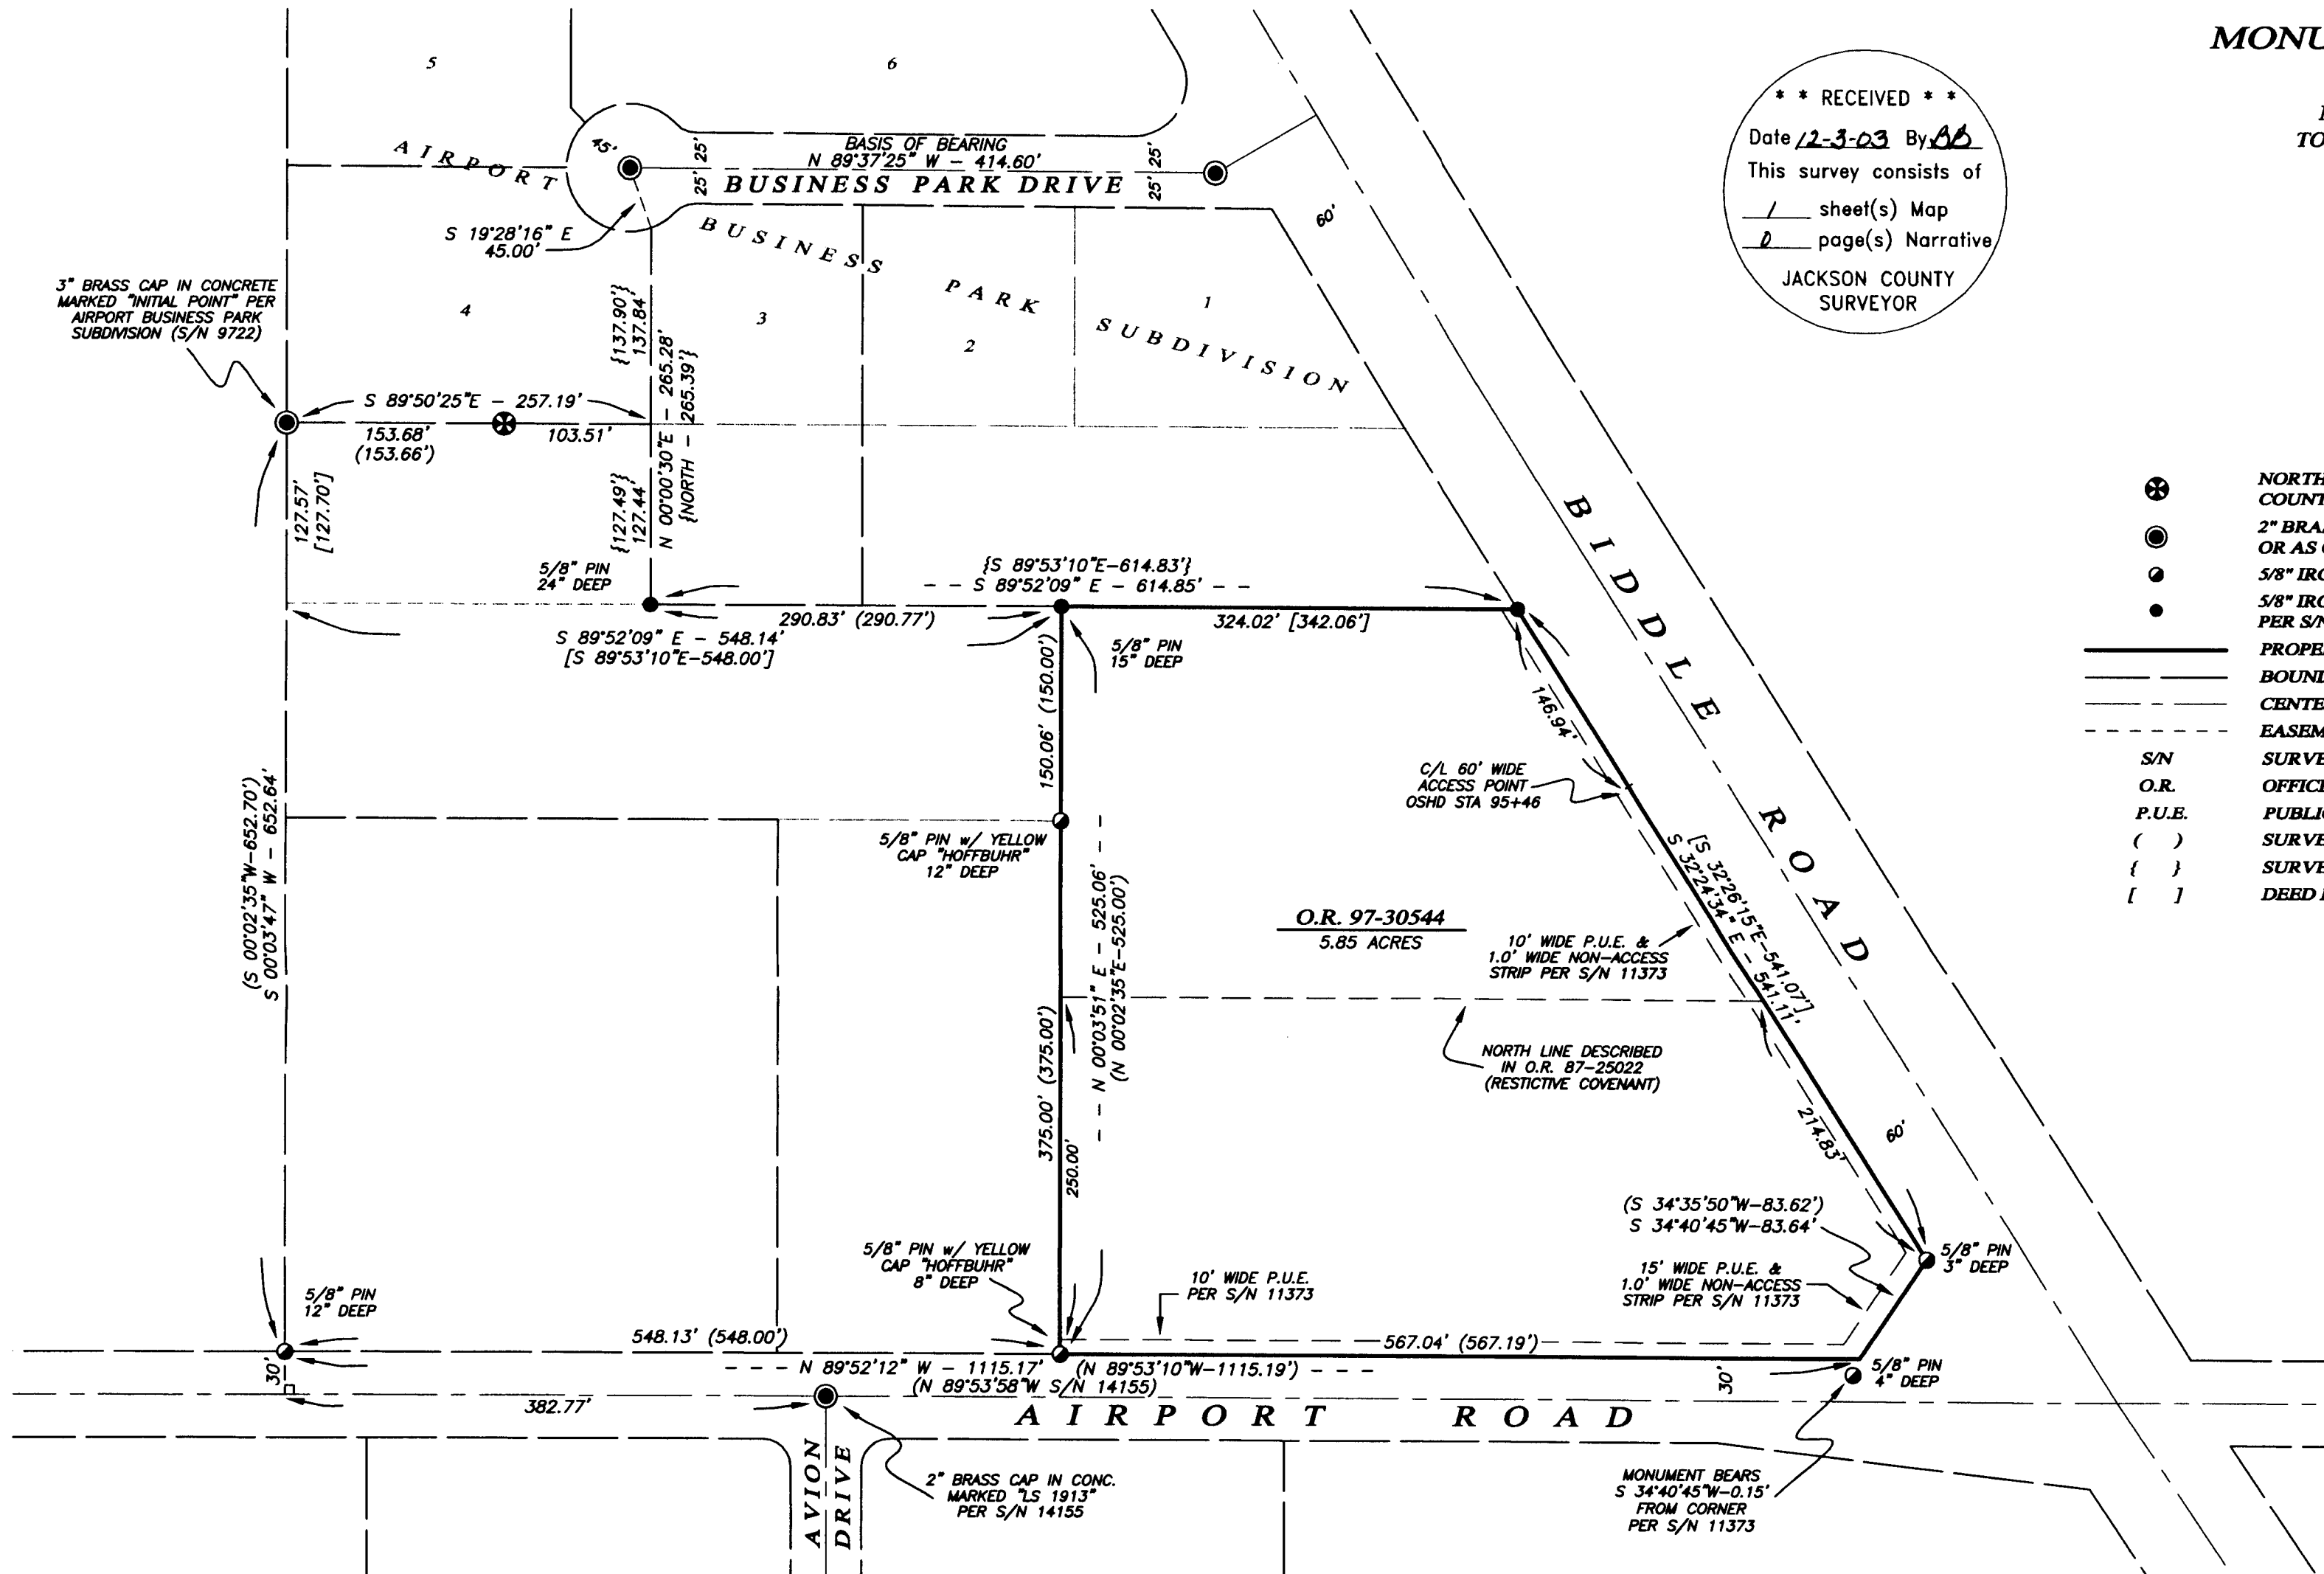 MONU
TO
5
6
* * RECEIVED * *
Date 12-3-03 By BB
This survey consists of
1 sheet(s) Map
0 page(s) Narrative
JACKSON COUNTY
SURVEYOR
45'
25' 25'
BASIS OF BEARING
N 89°37'25" W - 414.60'
BUSINESS PARK DRIVE
25' 25'
AIRPORT
BUSINESS
PARK
SUBDIVISION
S 19°28'16" E
45.00'
60'
3" BRASS CAP IN CONCRETE
MARKED "INITIAL POINT" PER
AIRPORT BUSINESS PARK
SUBDIVISION (S/N 9722)
4
3
2
1
{137.90'}
137.84'
N 00°00'30"E - 265.28'
{NORTH - 265.39'}
{127.49'}
127.44'
S 89°50'25"E - 257.19'
153.68'
(153.66')
103.51'
127.57'
[127.70']
5/8" PIN
24" DEEP
{S 89°53'10"E-614.83'}
- - S 89°52'09" E - 614.85' - -
290.83' (290.77')
324.02' [342.06']
S 89°52'09" E - 548.14'
[S 89°53'10"E-548.00']
5/8" PIN
15" DEEP
BIDDLE ROAD
NORTH
COUNT
2" BRA
OR AS
5/8" IRO
5/8" IRO
PER S/N
PROPE
BOUND
CENTE
EASEM
S/N SURVE
O.R. OFFICI
P.U.E. PUBLI
( ) SURVE
{ } SURVE
[ ] DEED
150.06' (150.00')
146.94'
C/L 60' WIDE
ACCESS POINT
OSHD STA 95+46
(S 00°02'35"W-652.70')
S 00°03'47" W - 652.64'
5/8" PIN w/ YELLOW
CAP "HOFFBUHR"
12" DEEP
- - N 00°03'51" E - 525.06' - -
(N 00°02'35"E-525.00')
[S 32°26'15"E-541.07']
S 32°24'34" E - 541.11'
O.R. 97-30544
5.85 ACRES
10' WIDE P.U.E. &
1.0' WIDE NON-ACCESS
STRIP PER S/N 11373
375.00' (375.00')
250.00'
NORTH LINE DESCRIBED
IN O.R. 87-25022
(RESTICTIVE COVENANT)
214.83'
60'
(S 34°35'50"W-83.62')
S 34°40'45"W-83.64'
5/8" PIN
3" DEEP
5/8" PIN w/ YELLOW
CAP "HOFFBUHR"
8" DEEP
10' WIDE P.U.E.
PER S/N 11373
15' WIDE P.U.E. &
1.0' WIDE NON-ACCESS
STRIP PER S/N 11373
5/8" PIN
12" DEEP
548.13' (548.00')
567.04' (567.19')
- - - N 89°52'12" W - 1115.17' (N 89°53'10"W-1115.19') - - -
(N 89°53'58"W S/N 14155)
30'
30'
5/8" PIN
4" DEEP
382.77'
AIRPORT ROAD
AVION
DRIVE
2" BRASS CAP IN CONC.
MARKED "LS 1913"
PER S/N 14155
MONUMENT BEARS
S 34°40'45"W-0.15'
FROM CORNER
PER S/N 11373